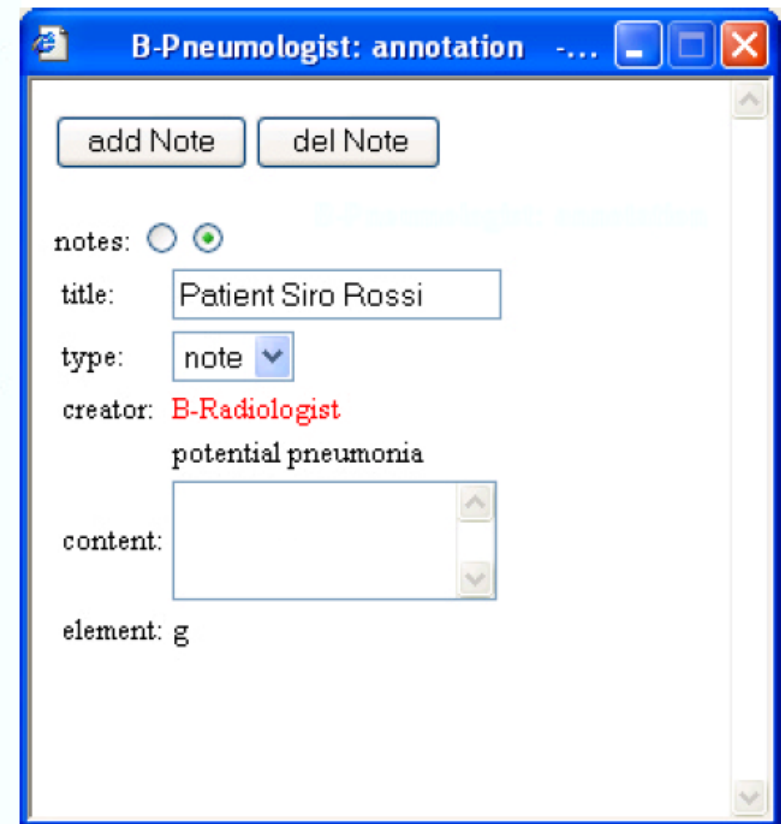 B-Pneumologist: annotation -...
add Note del Note
notes:
title: Patient Siro Rossi
type: note
creator: B-Radiologist
potential pneumonia
content:
element: g